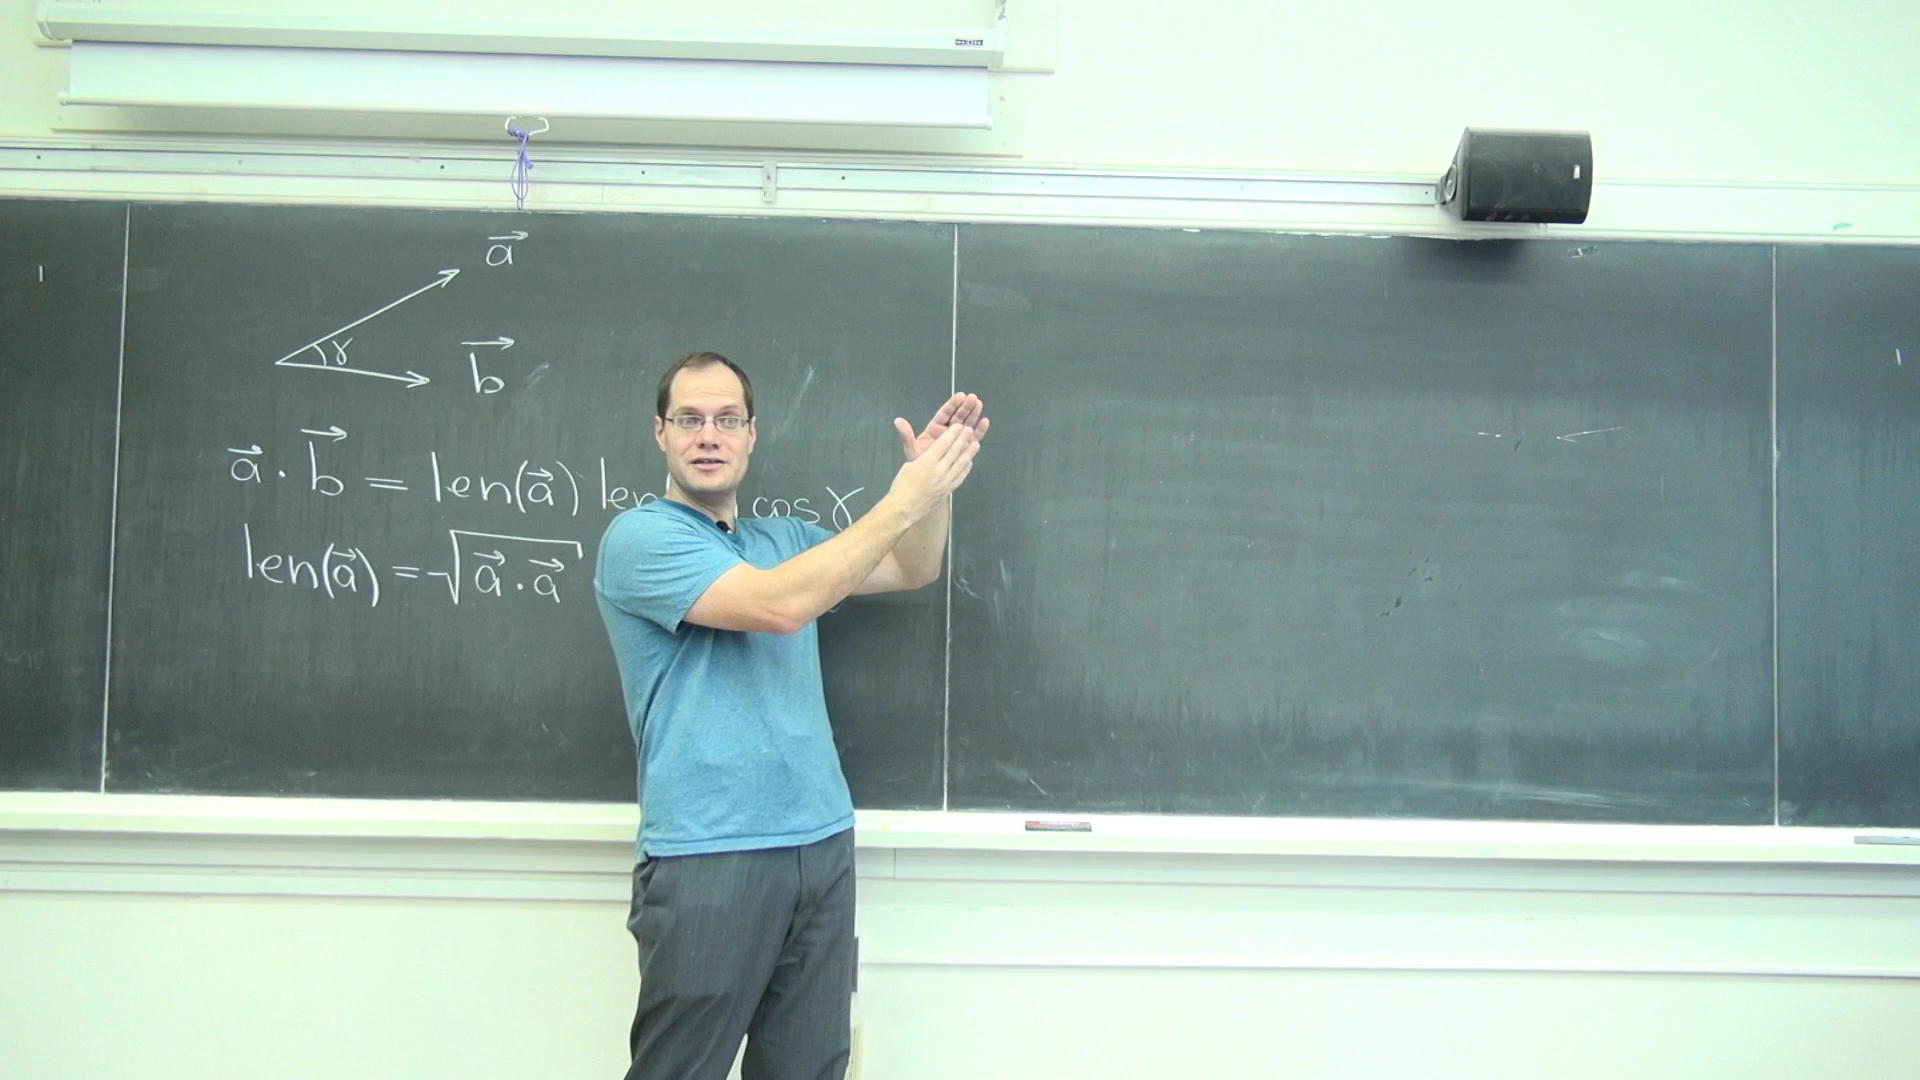 a⃗
γ
b⃗
a⃗ · b⃗ = len(a⃗) len cos γ
len(a⃗) = √a⃗ · a⃗